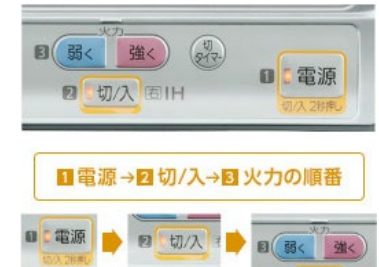 火力
3 弱く 強く
切タイマー
2 切/入 右IH
1 電源
切/入 2秒押し
1電源→2切/入→3火力の順番
1 電源
切/入 2秒押し
2 切/入
火力
3 弱く 強く